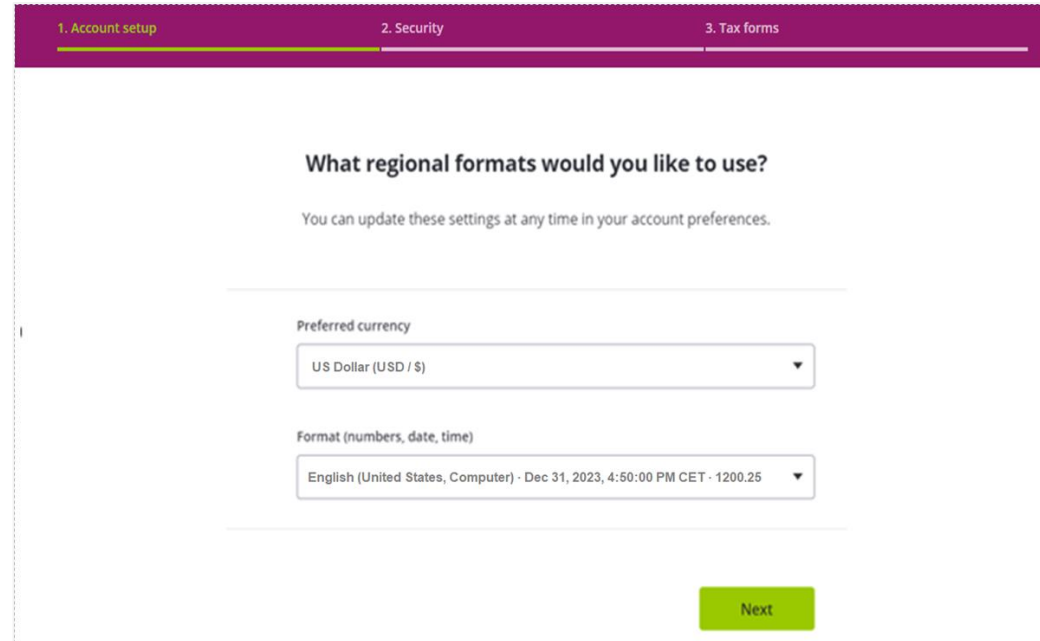 1. Account setup
2. Security
3. Tax forms
What regional formats would you like to use?
You can update these settings at any time in your account preferences.
Preferred currency
US Dollar (USD / $)
Format (numbers, date, time)
English (United States, Computer) · Dec 31, 2023, 4:50:00 PM CET · 1200.25
Next